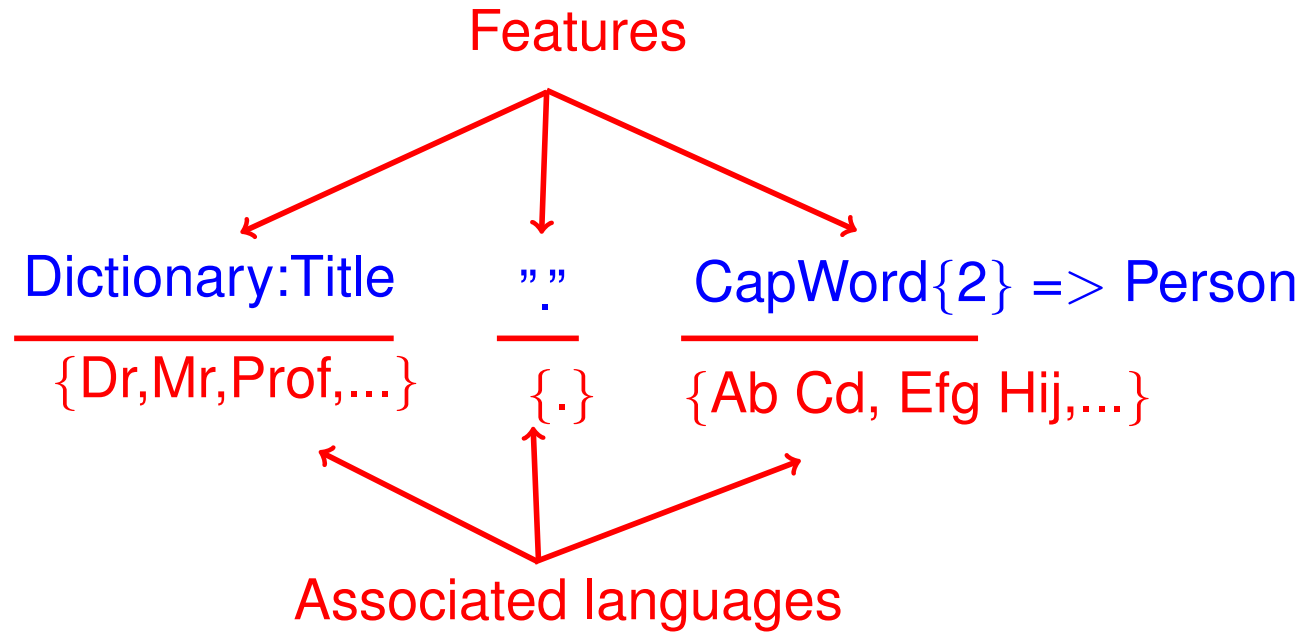 Features
Dictionary:Title ”.” CapWord{2} => Person
{Dr,Mr,Prof,...} {.} {Ab Cd, Efg Hij,...}
Associated languages